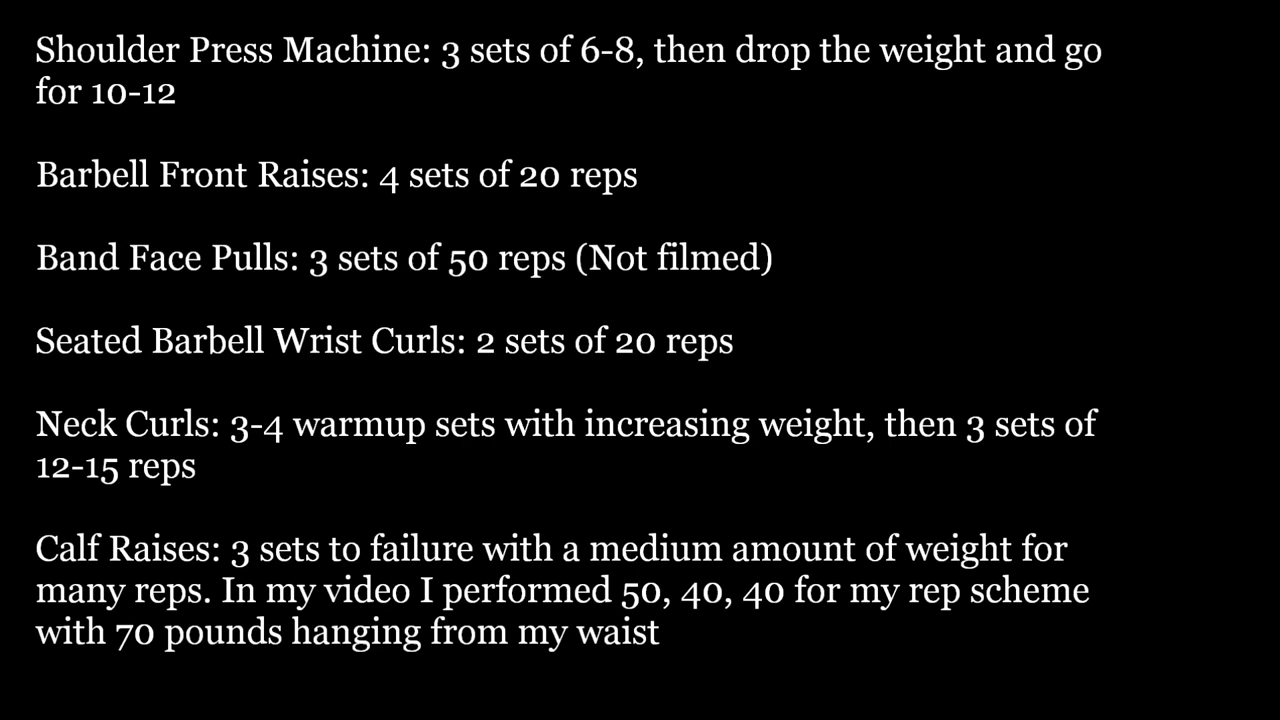 Shoulder Press Machine: 3 sets of 6-8, then drop the weight and go
for 10-12
Barbell Front Raises: 4 sets of 20 reps
Band Face Pulls: 3 sets of 50 reps (Not filmed)
Seated Barbell Wrist Curls: 2 sets of 20 reps
Neck Curls: 3-4 warmup sets with increasing weight, then 3 sets of
12-15 reps
Calf Raises: 3 sets to failure with a medium amount of weight for
many reps. In my video I performed 50, 40, 40 for my rep scheme
with 70 pounds hanging from my waist